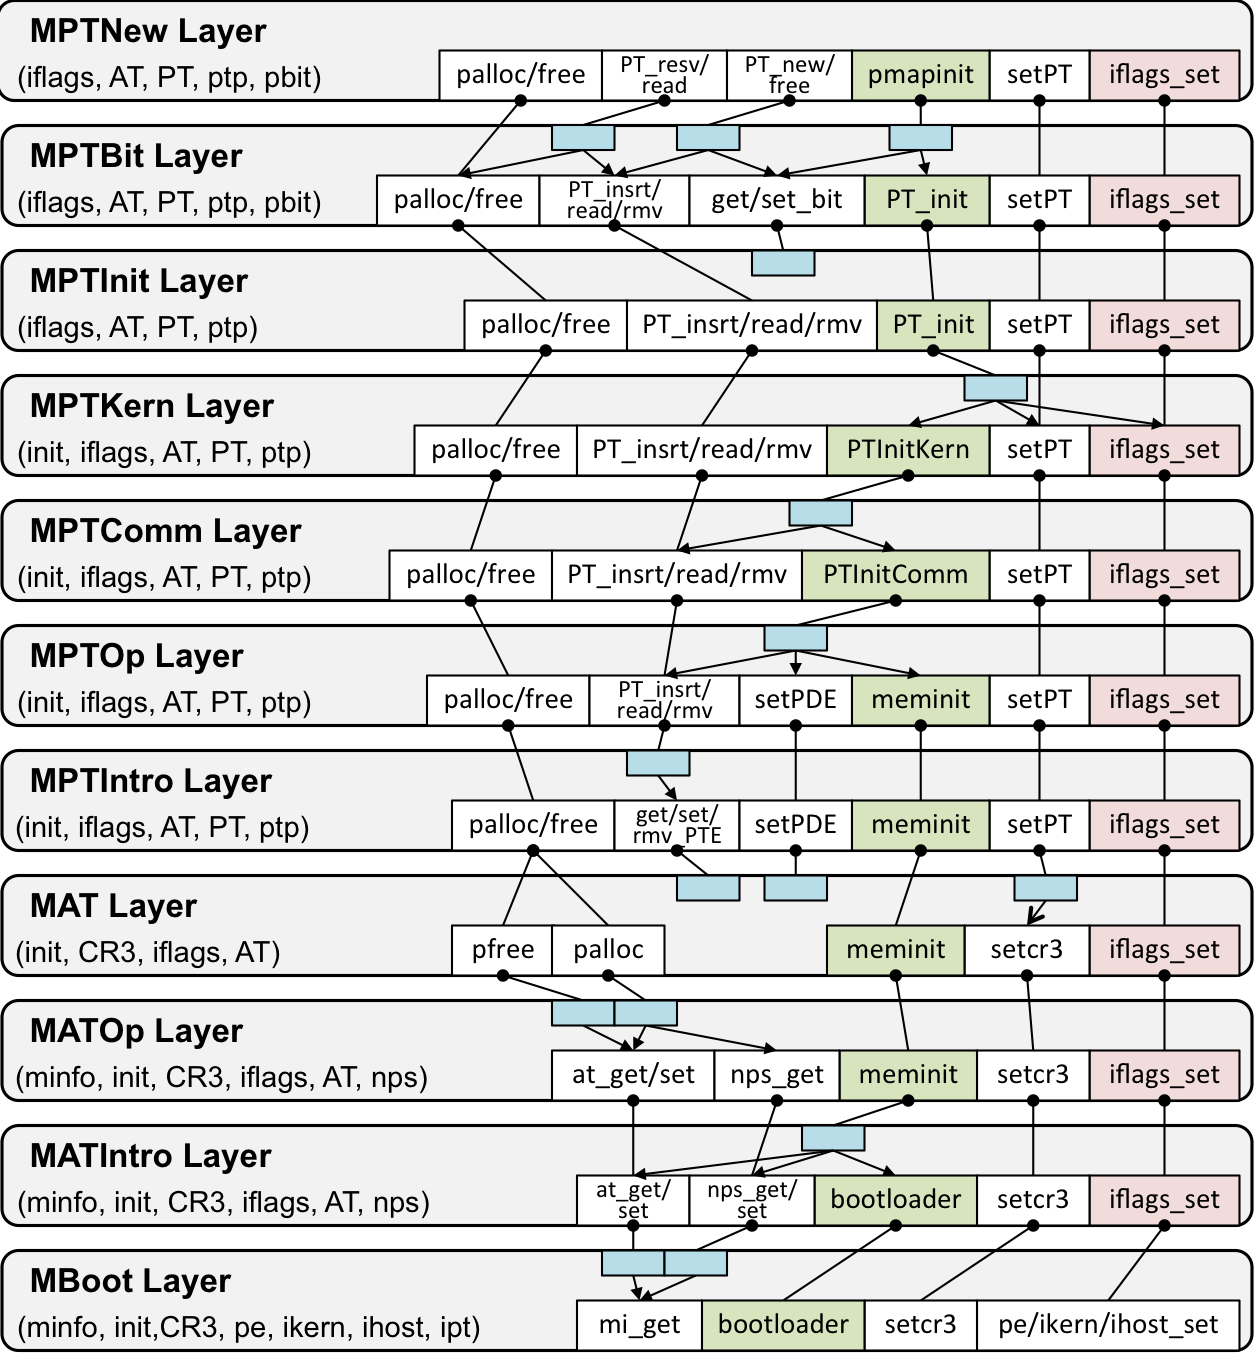 MPTNew Layer
(iflags, AT, PT, ptp, pbit)
palloc/free
PT_resv/
read
PT_new/
free
pmapinit
setPT
iflags_set
MPTBit Layer
(iflags, AT, PT, ptp, pbit)
palloc/free
PT_insrt/
read/rmv
get/set_bit
PT_init
setPT
iflags_set
MPTInit Layer
(iflags, AT, PT, ptp)
palloc/free
PT_insrt/read/rmv
PT_init
setPT
iflags_set
MPTKern Layer
(init, iflags, AT, PT, ptp)
palloc/free
PT_insrt/read/rmv
PTInitKern
setPT
iflags_set
MPTComm Layer
(init, iflags, AT, PT, ptp)
palloc/free
PT_insrt/read/rmv
PTInitComm
setPT
iflags_set
MPTOp Layer
(init, iflags, AT, PT, ptp)
palloc/free
PT_insrt/
read/rmv
setPDE
meminit
setPT
iflags_set
MPTIntro Layer
(init, iflags, AT, PT, ptp)
palloc/free
get/set/
rmv_PTE
setPDE
meminit
setPT
iflags_set
MAT Layer
(init, CR3, iflags, AT)
pfree
palloc
meminit
setcr3
iflags_set
MATOp Layer
(minfo, init, CR3, iflags, AT, nps)
at_get/set
nps_get
meminit
setcr3
iflags_set
MATIntro Layer
(minfo, init, CR3, iflags, AT, nps)
at_get/
set
nps_get/
set
bootloader
setcr3
iflags_set
MBoot Layer
(minfo, init,CR3, pe, ikern, ihost, ipt)
mi_get
bootloader
setcr3
pe/ikern/ihost_set